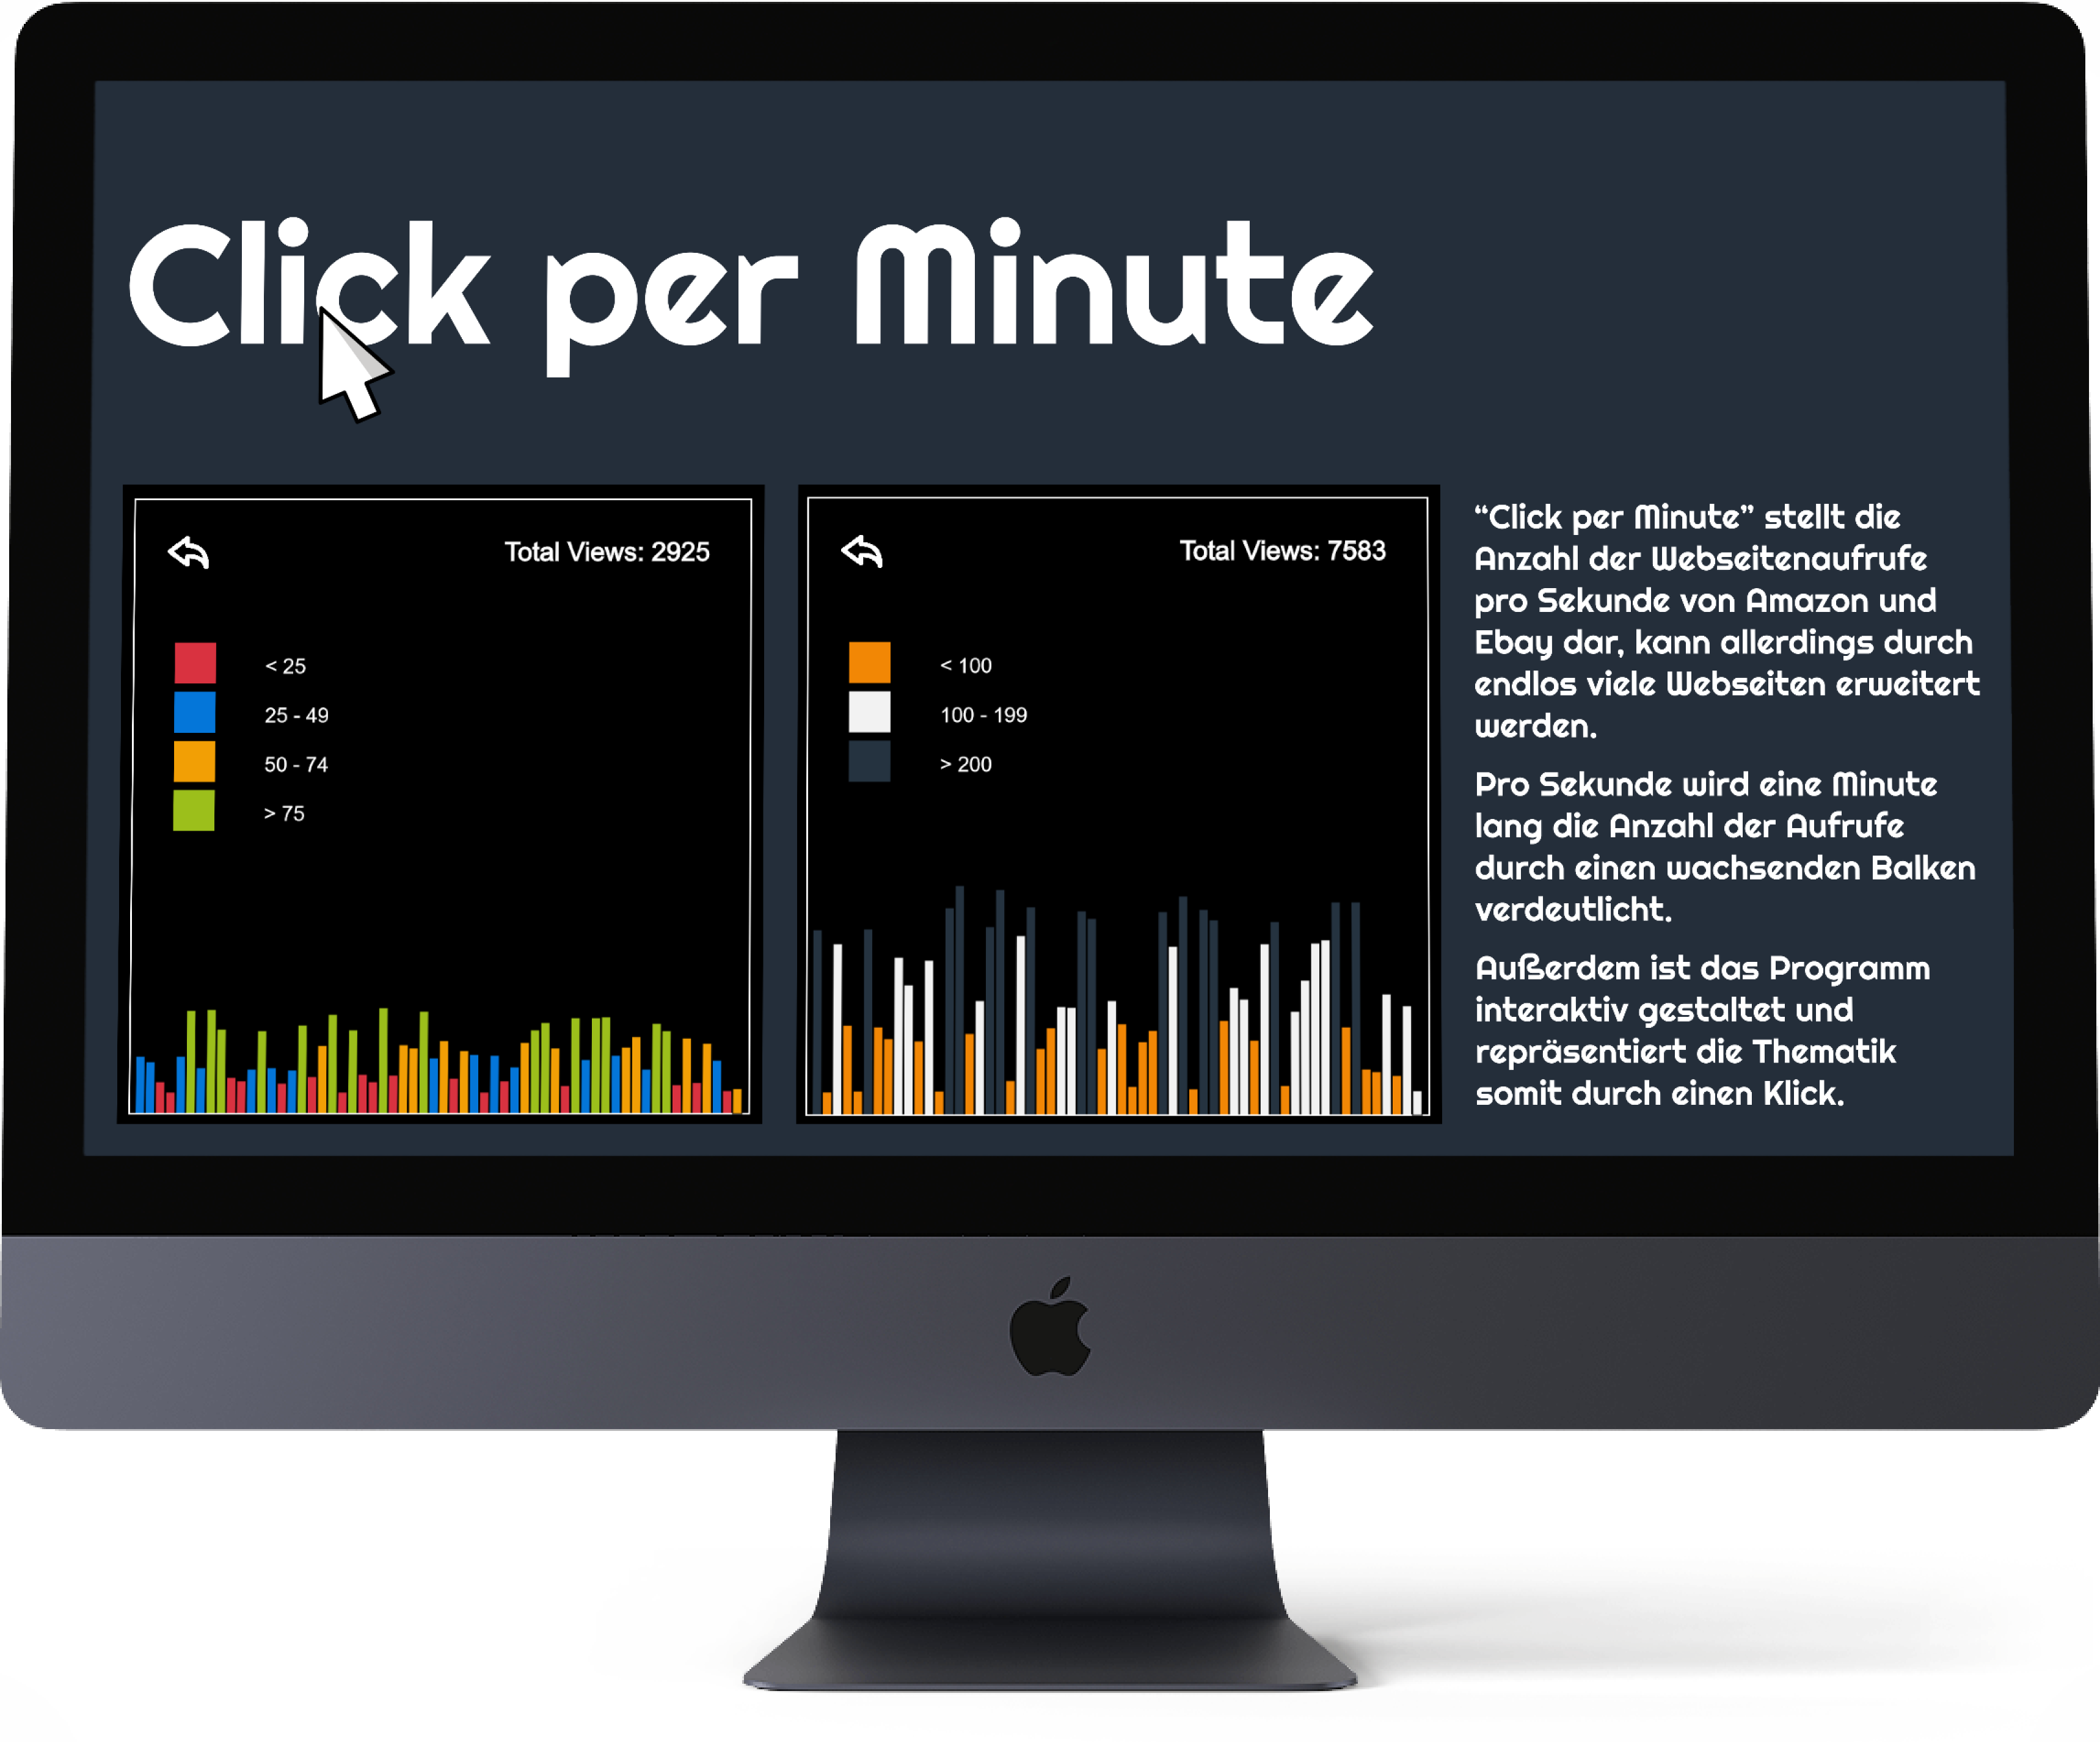 Click per Minute
Total Views: 2925
< 25
25 - 49
50 - 74
> 75
Total Views: 7583
< 100
100 - 199
> 200
“Click per Minute” stellt die
Anzahl der Webseitenaufrufe
pro Sekunde von Amazon und
Ebay dar, kann allerdings durch
endlos viele Webseiten erweitert
werden.
Pro Sekunde wird eine Minute
lang die Anzahl der Aufrufe
durch einen wachsenden Balken
verdeutlicht.
Außerdem ist das Programm
interaktiv gestaltet und
repräsentiert die Thematik
somit durch einen Klick.